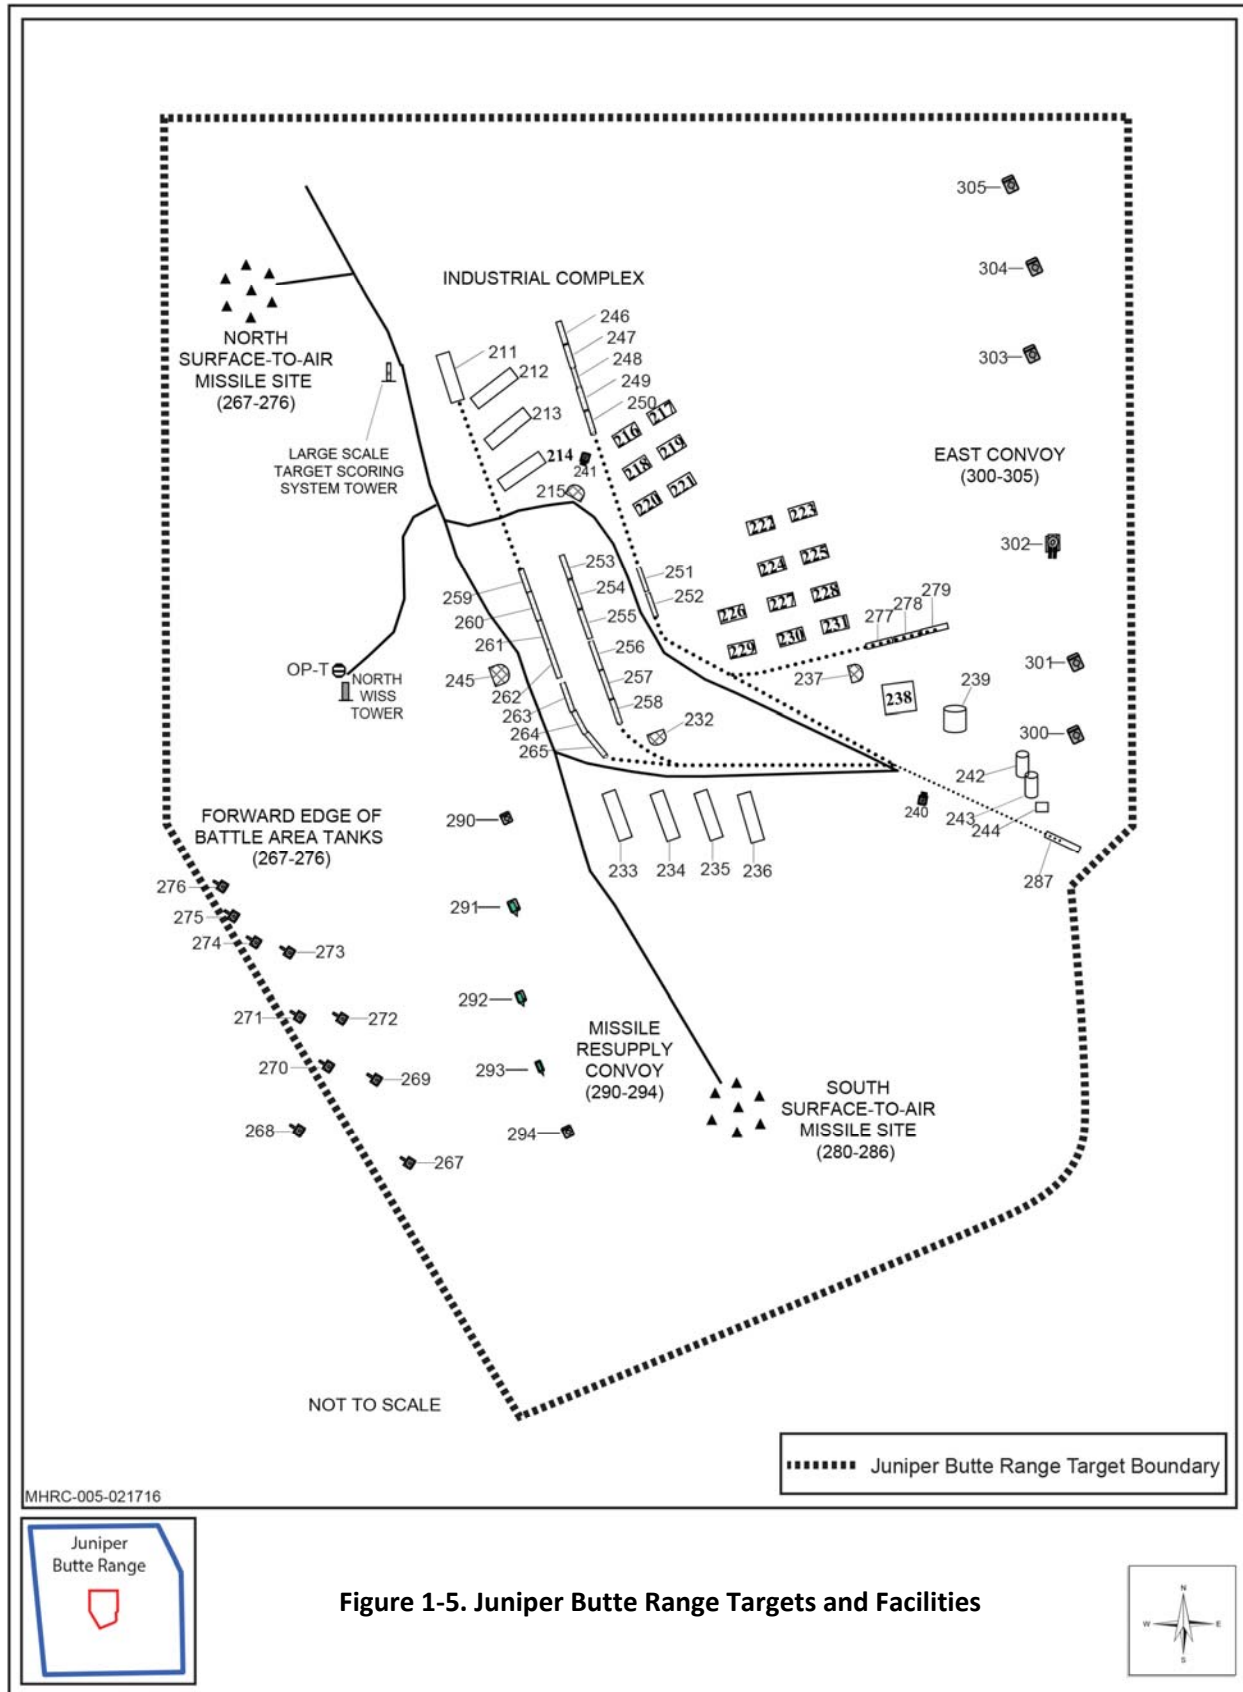 305
304
INDUSTRIAL COMPLEX
246
NORTH
SURFACE-TO-AIR
MISSILE SITE
(267-276)
247
211
248
303
212
249
250
213
217
216
LARGE SCALE
TARGET SCORING
SYSTEM TOWER
214
241
219
218
EAST CONVOY
(300-305)
215
221
220
223
222
302
253
225
224
251
259
254
252
228
227
260
255
226
231
230
277
278
279
261
256
229
OP-T
NORTH
WISS
TOWER
245
257
237
301
262
258
238
239
263
232
264
300
265
242
FORWARD EDGE OF
BATTLE AREA TANKS
(267-276)
290
240
243
244
233
234
235
236
287
276
291
275
274
273
292
271
272
MISSILE
RESUPPLY
CONVOY
(290-294)
270
269
293
SOUTH
SURFACE-TO-AIR
MISSILE SITE
(280-286)
268
294
267
NOT TO SCALE
Juniper Butte Range Target Boundary
MHRC-005-021716
Juniper
Butte Range
Figure 1-5. Juniper Butte Range Targets and Facilities
N
W
E
S